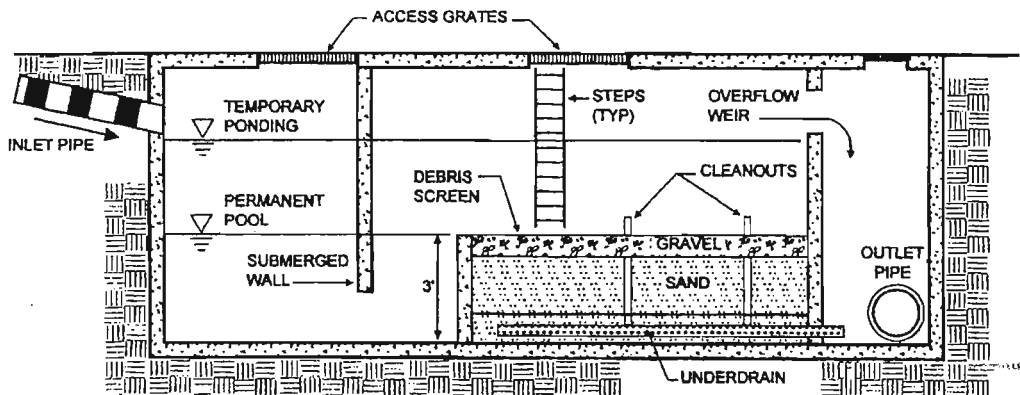 ACCESS GRATES
TEMPORARY
PONDING
STEPS
(TYP)
OVERFLOW
WEIR
INLET PIPE
DEBRIS
SCREEN
CLEANOUTS
PERMANENT
POOL
GRAVEL
SUBMERGED
WALL
3'
SAND
OUTLET
PIPE
UNDERDRAIN